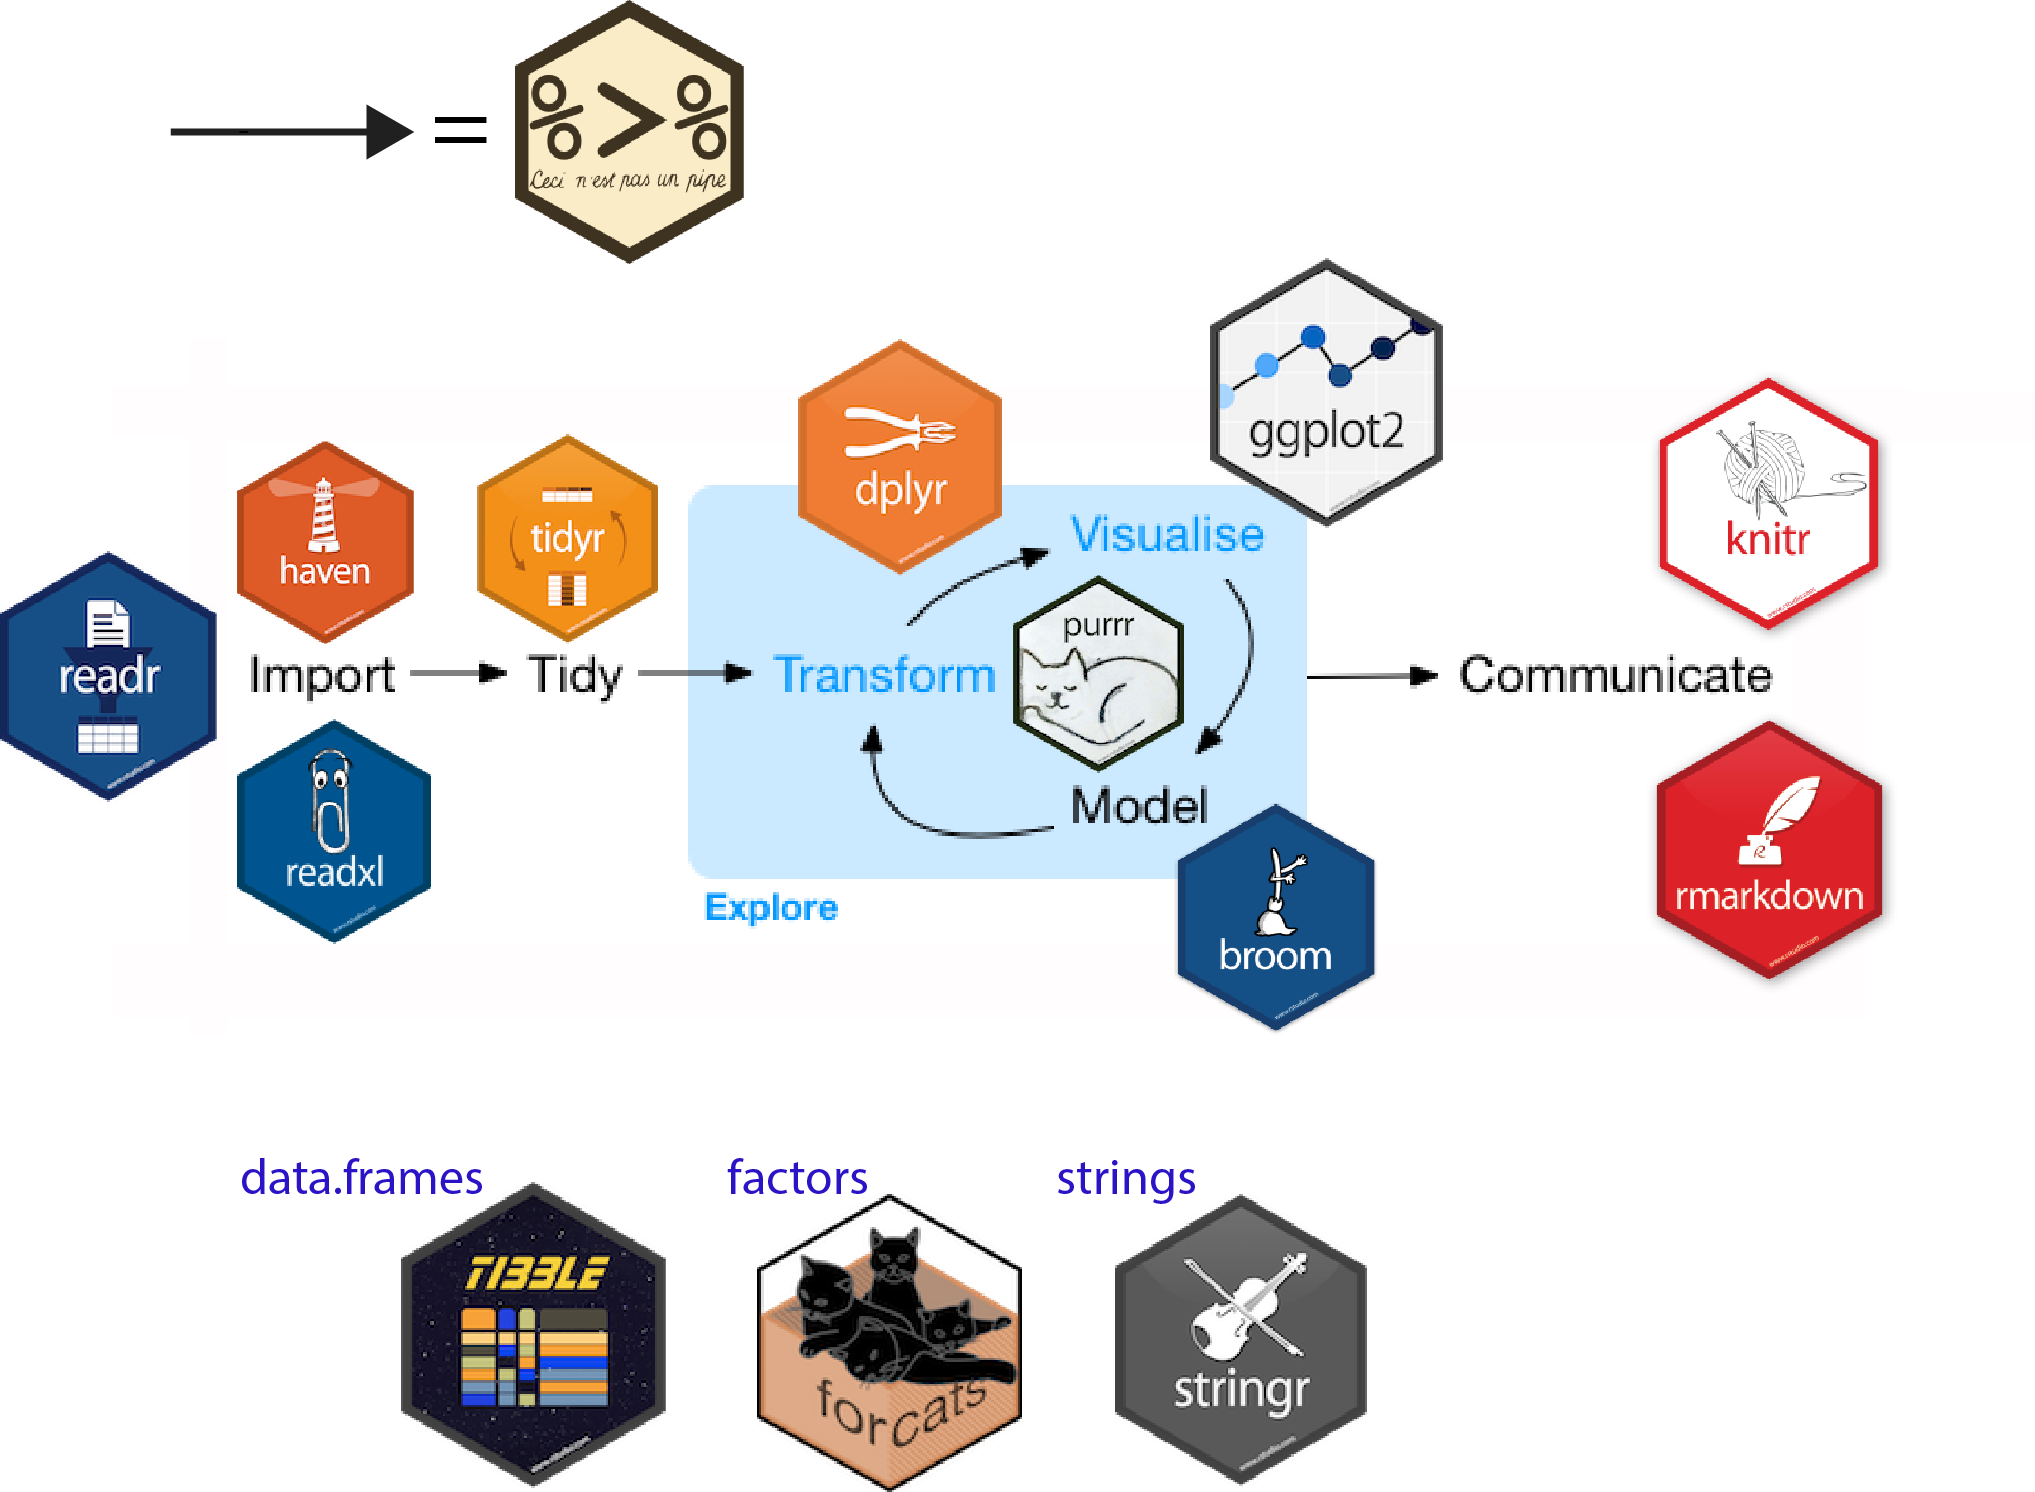 =
%>%
Ceci n'est pas un pipe
ggplot2
dplyr
haven
tidyr
Visualise
knitr
readr
purrr
Import
Tidy
Transform
Communicate
Model
readxl
Explore
broom
rmarkdown
data.frames
factors
strings
TIBBLE
forcats
stringr